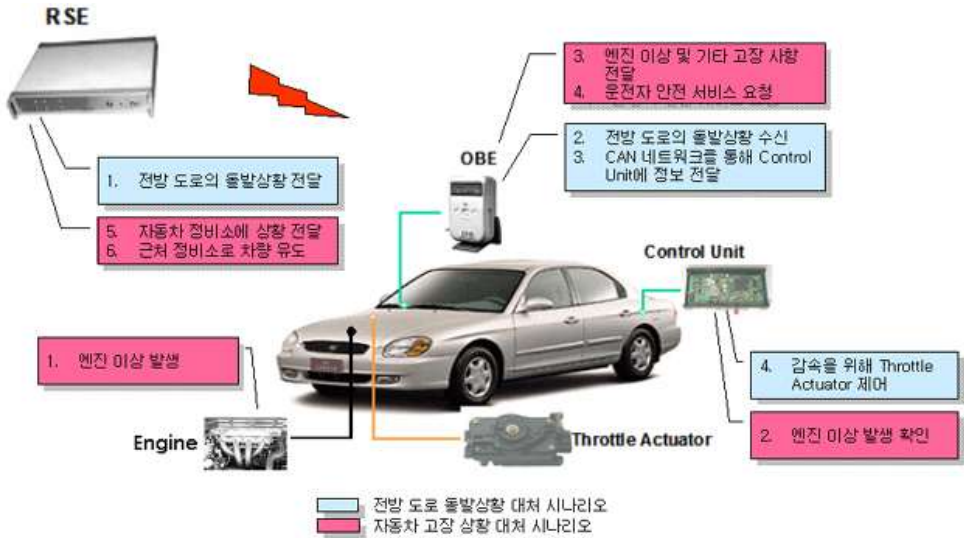 RSE
3. 엔진 이상 및 기타 고장 사항
전달
4. 운전자 안전 서비스 요청
OBE
2. 전방 도로의 돌발상황 수신
3. CAN 네트워크를 통해 Control
Unit에 정보 전달
1. 전방 도로의 돌발상황 전달
5. 자동차 정비소에 상황 전달
6. 근처 정비소로 차량 유도
Control Unit
1. 엔진 이상 발생
4. 감속을 위해 Throttle
Actuator 제어
2. 엔진 이상 발생 확인
Engine
Throttle Actuator
전방 도로 돌발상황 대처 시나리오
자동차 고장 상황 대처 시나리오